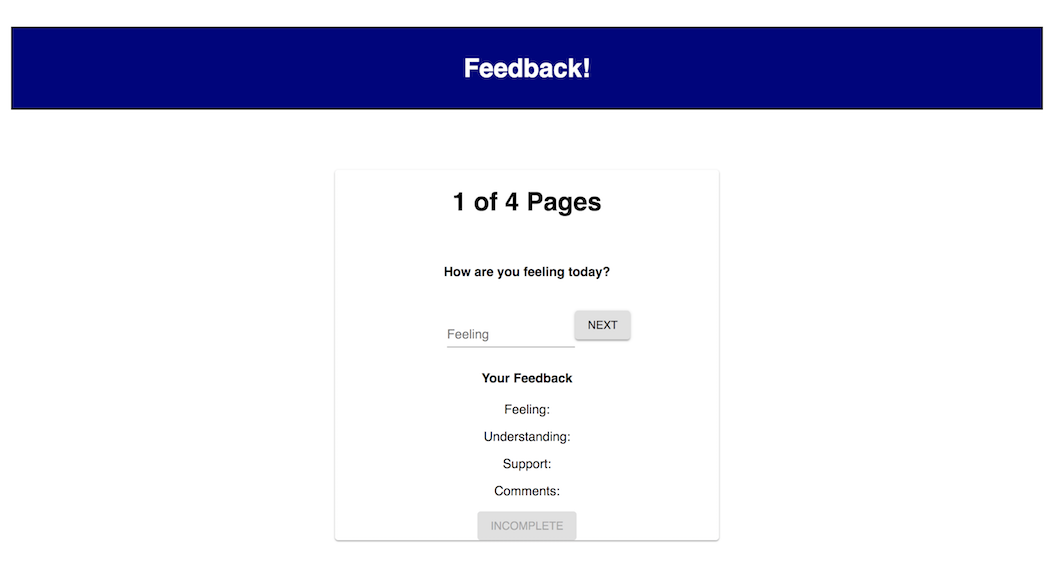 Feedback!
1 of 4 Pages
How are you feeling today?
Feeling NEXT
Your Feedback
Feeling:
Understanding:
Support:
Comments:
INCOMPLETE